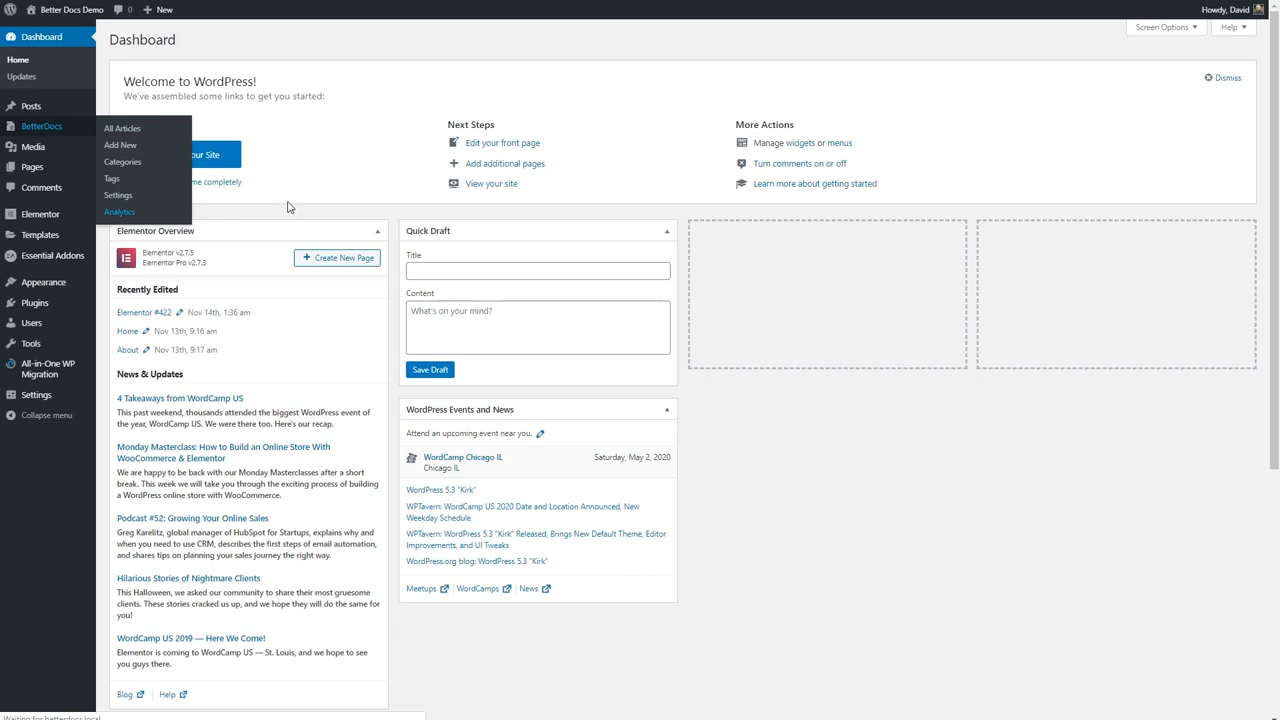 Better Docs Demo
0
New
Howdy, David
Dashboard
Home
Updates
Posts
BetterDocs
Media
Pages
Comments
Elementor
Templates
Essential Addons
Appearance
Plugins
Users
Tools
All-in-One WP
Migration
Settings
Collapse menu
All Articles
Add New
Categories
Tags
Settings
Analytics
Dashboard
Screen Options
Help
Welcome to WordPress!
We've assembled some links to get you started:
Dismiss
our Site
me completely
Next Steps
Edit your front page
Add additional pages
View your site
More Actions
Manage widgets or menus
Turn comments on or off
Learn more about getting started
Elementor Overview
Elementor v2.7.5
Elementor Pro v2.7.3
Create New Page
Recently Edited
Elementor #422 Nov 14th, 1:36 am
Home Nov 13th, 9:16 am
About Nov 13th, 9:17 am
News & Updates
4 Takeaways from WordCamp US
This past weekend, thousands attended the biggest WordPress event of
the year, WordCamp US. We were there too. Here's our recap.
Monday Masterclass: How to Build an Online Store With
WooCommerce & Elementor
We are happy to be back with our Monday Masterclasses after a short
break. This week we will take you through the exciting process of building
a WordPress online store with WooCommerce.
Podcast #52: Growing Your Online Sales
Greg Karelitz, global manager of HubSpot for Startups, explains why and
when you need to use CRM, describes the first steps of email automation,
and shares tips on planning your sales journey the right way.
Hilarious Stories of Nightmare Clients
This Halloween, we asked our community to share their most gruesome
clients. These stories cracked us up, and we hope they will do the same for
you!
WordCamp US 2019 — Here We Come!
Elementor is coming to WordCamp US — St. Louis, and we hope to see
you guys there.
Blog
Help
Quick Draft
Title
Content
What's on your mind?
Save Draft
WordPress Events and News
Attend an upcoming event near you.
WordCamp Chicago IL Saturday, May 2, 2020
Chicago IL
WordPress 5.3 "Kirk"
WPTavern: WordCamp US 2020 Date and Location Announced, New
Weekday Schedule
WPTavern: WordPress 5.3 "Kirk" Released, Brings New Default Theme, Editor
Improvements, and UI Tweaks
WordPress.org blog: WordPress 5.3 "Kirk"
Meetups
WordCamps
News
Waiting for betterdocs.local